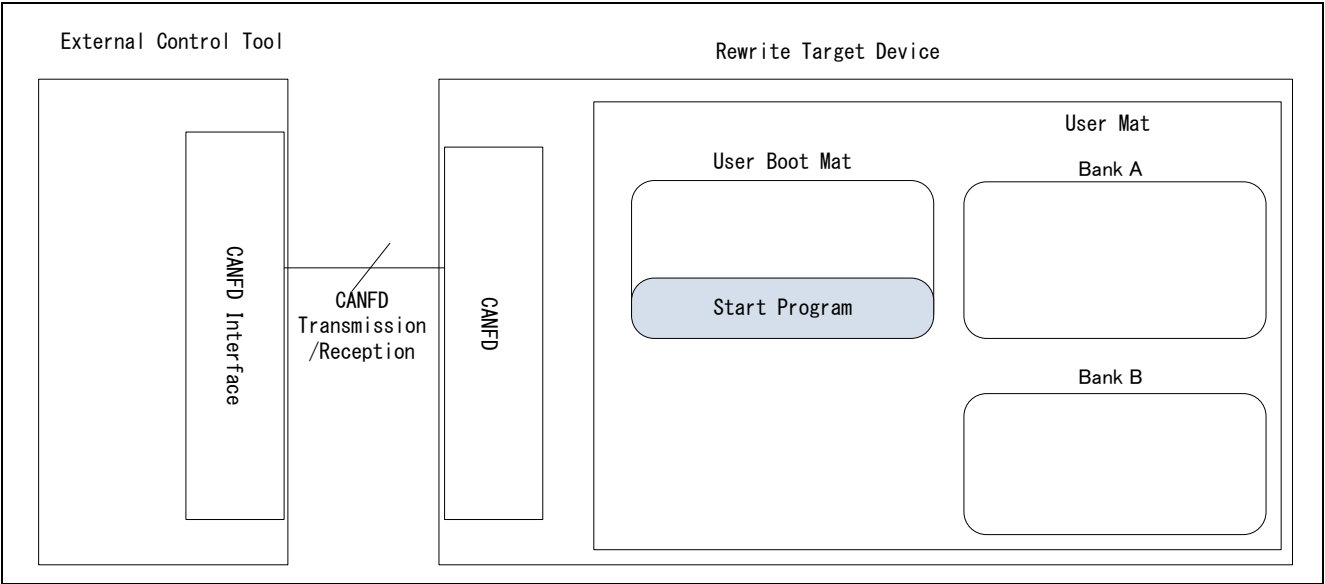 External Control Tool
Rewrite Target Device
User Mat
User Boot Mat
Bank A
CANFD Interface
CANFD
Transmission
/Reception
CANFD
Start Program
Bank B